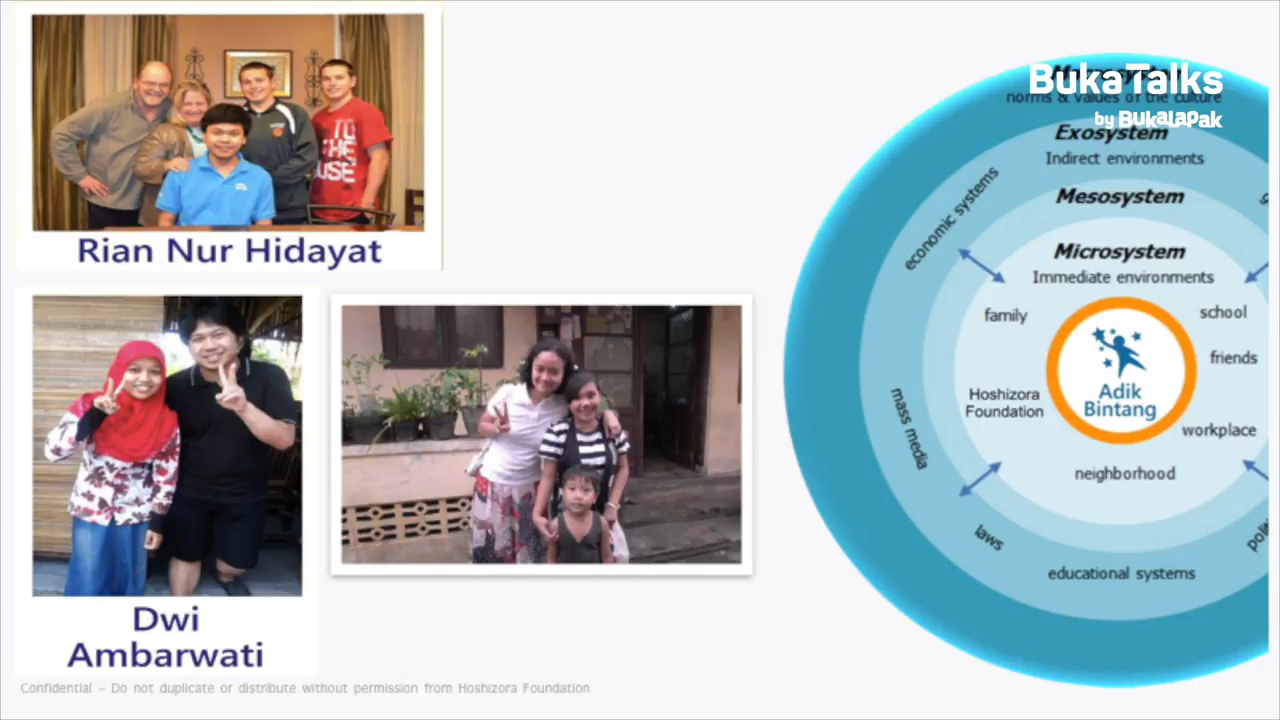 Rian Nur Hidayat
Dwi
Ambarwati
Confidential – Do not duplicate or distribute without permission from Hoshizora Foundation
BukaTalks
by Bukalapak
norms & values of the culture
Exosystem
Indirect environments
Mesosystem
Microsystem
Immediate environments
economic systems
family
school
friends
Hoshizora
Foundation
Adik
Bintang
workplace
mass media
neighborhood
laws
educational systems
TO
THE